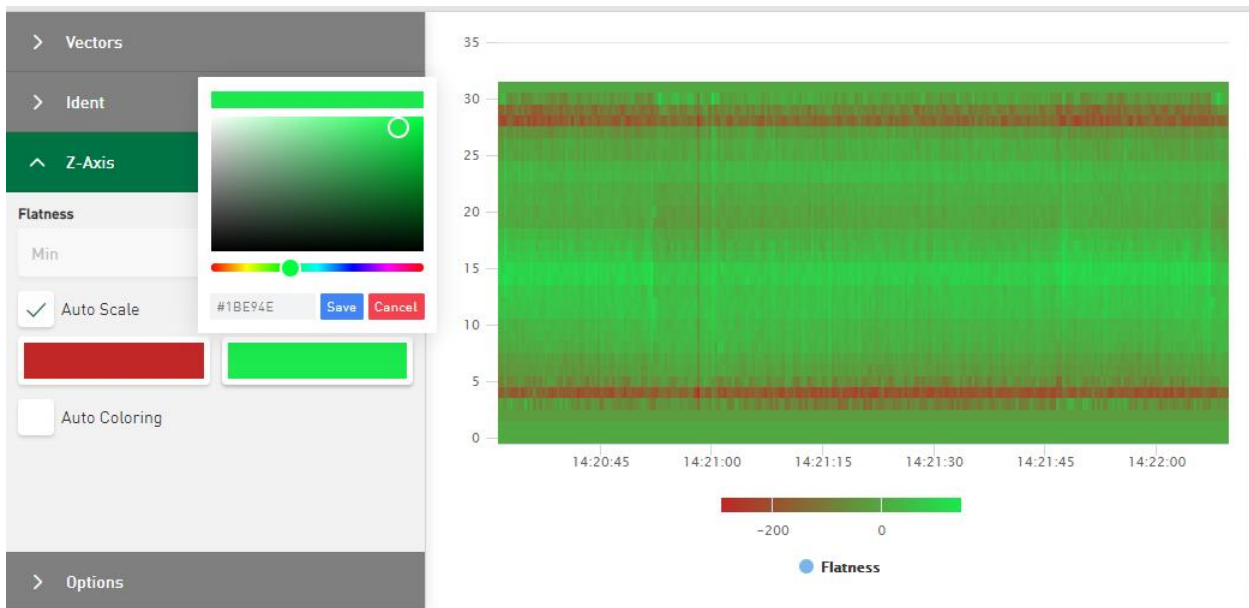 Vectors
Ident
Z-Axis
Flatness
Min
Auto Scale
#1BE94E
Save
Cancel
Auto Coloring
Options
35
30
25
20
15
10
5
0
14:20:45 14:21:00 14:21:15 14:21:30 14:21:45 14:22:00
-200 0
Flatness